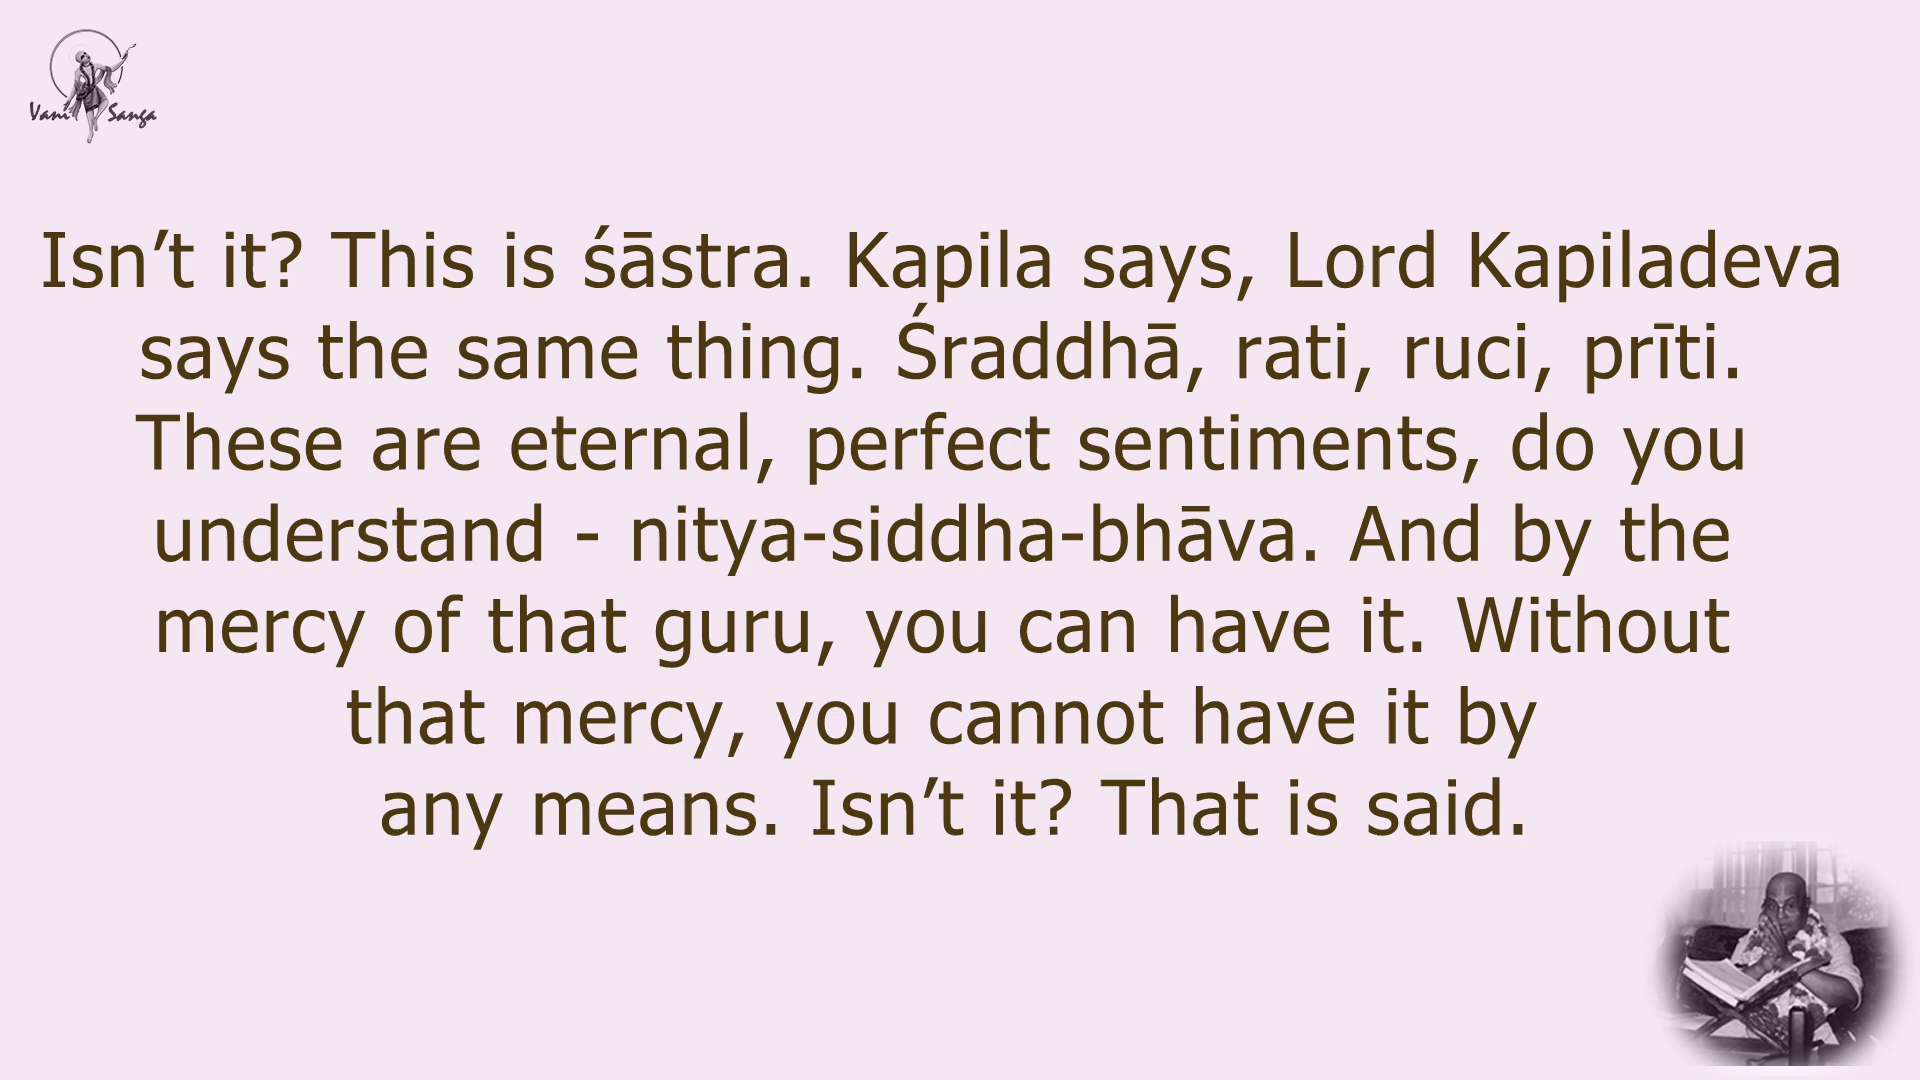 Vani Sanga
Isn’t it? This is śāstra. Kapila says, Lord Kapiladeva
says the same thing. Śraddhā, rati, ruci, prīti.
These are eternal, perfect sentiments, do you
understand - nitya-siddha-bhāva. And by the
mercy of that guru, you can have it. Without
that mercy, you cannot have it by
any means. Isn’t it? That is said.